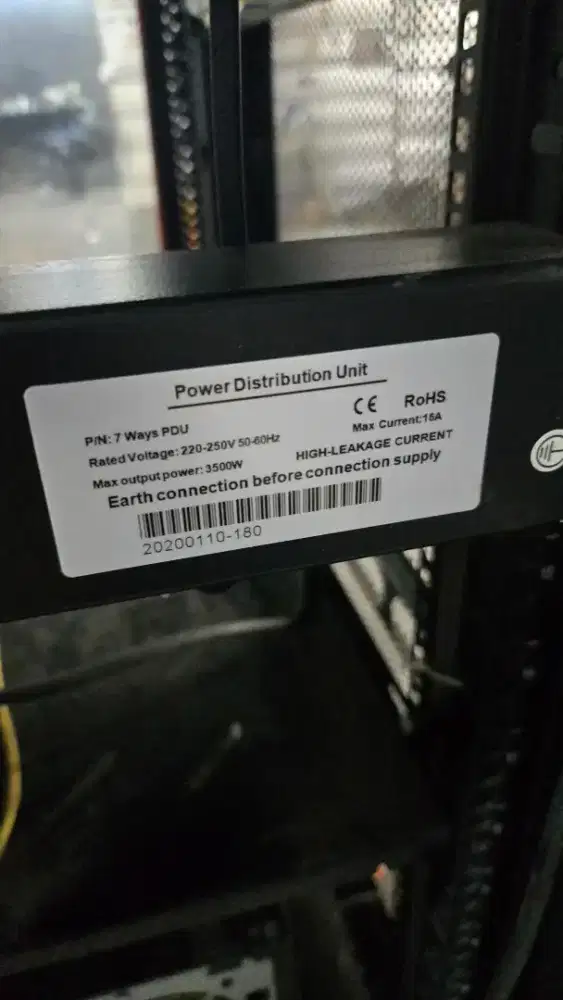 Power Distribution Unit
CE RoHS
P/N: 7 Ways PDU
Rated Voltage: 220-250V 50-60Hz
Max Current:16A
Max output power: 3500W
HIGH-LEAKAGE CURRENT
Earth connection before connection supply
20200110-180